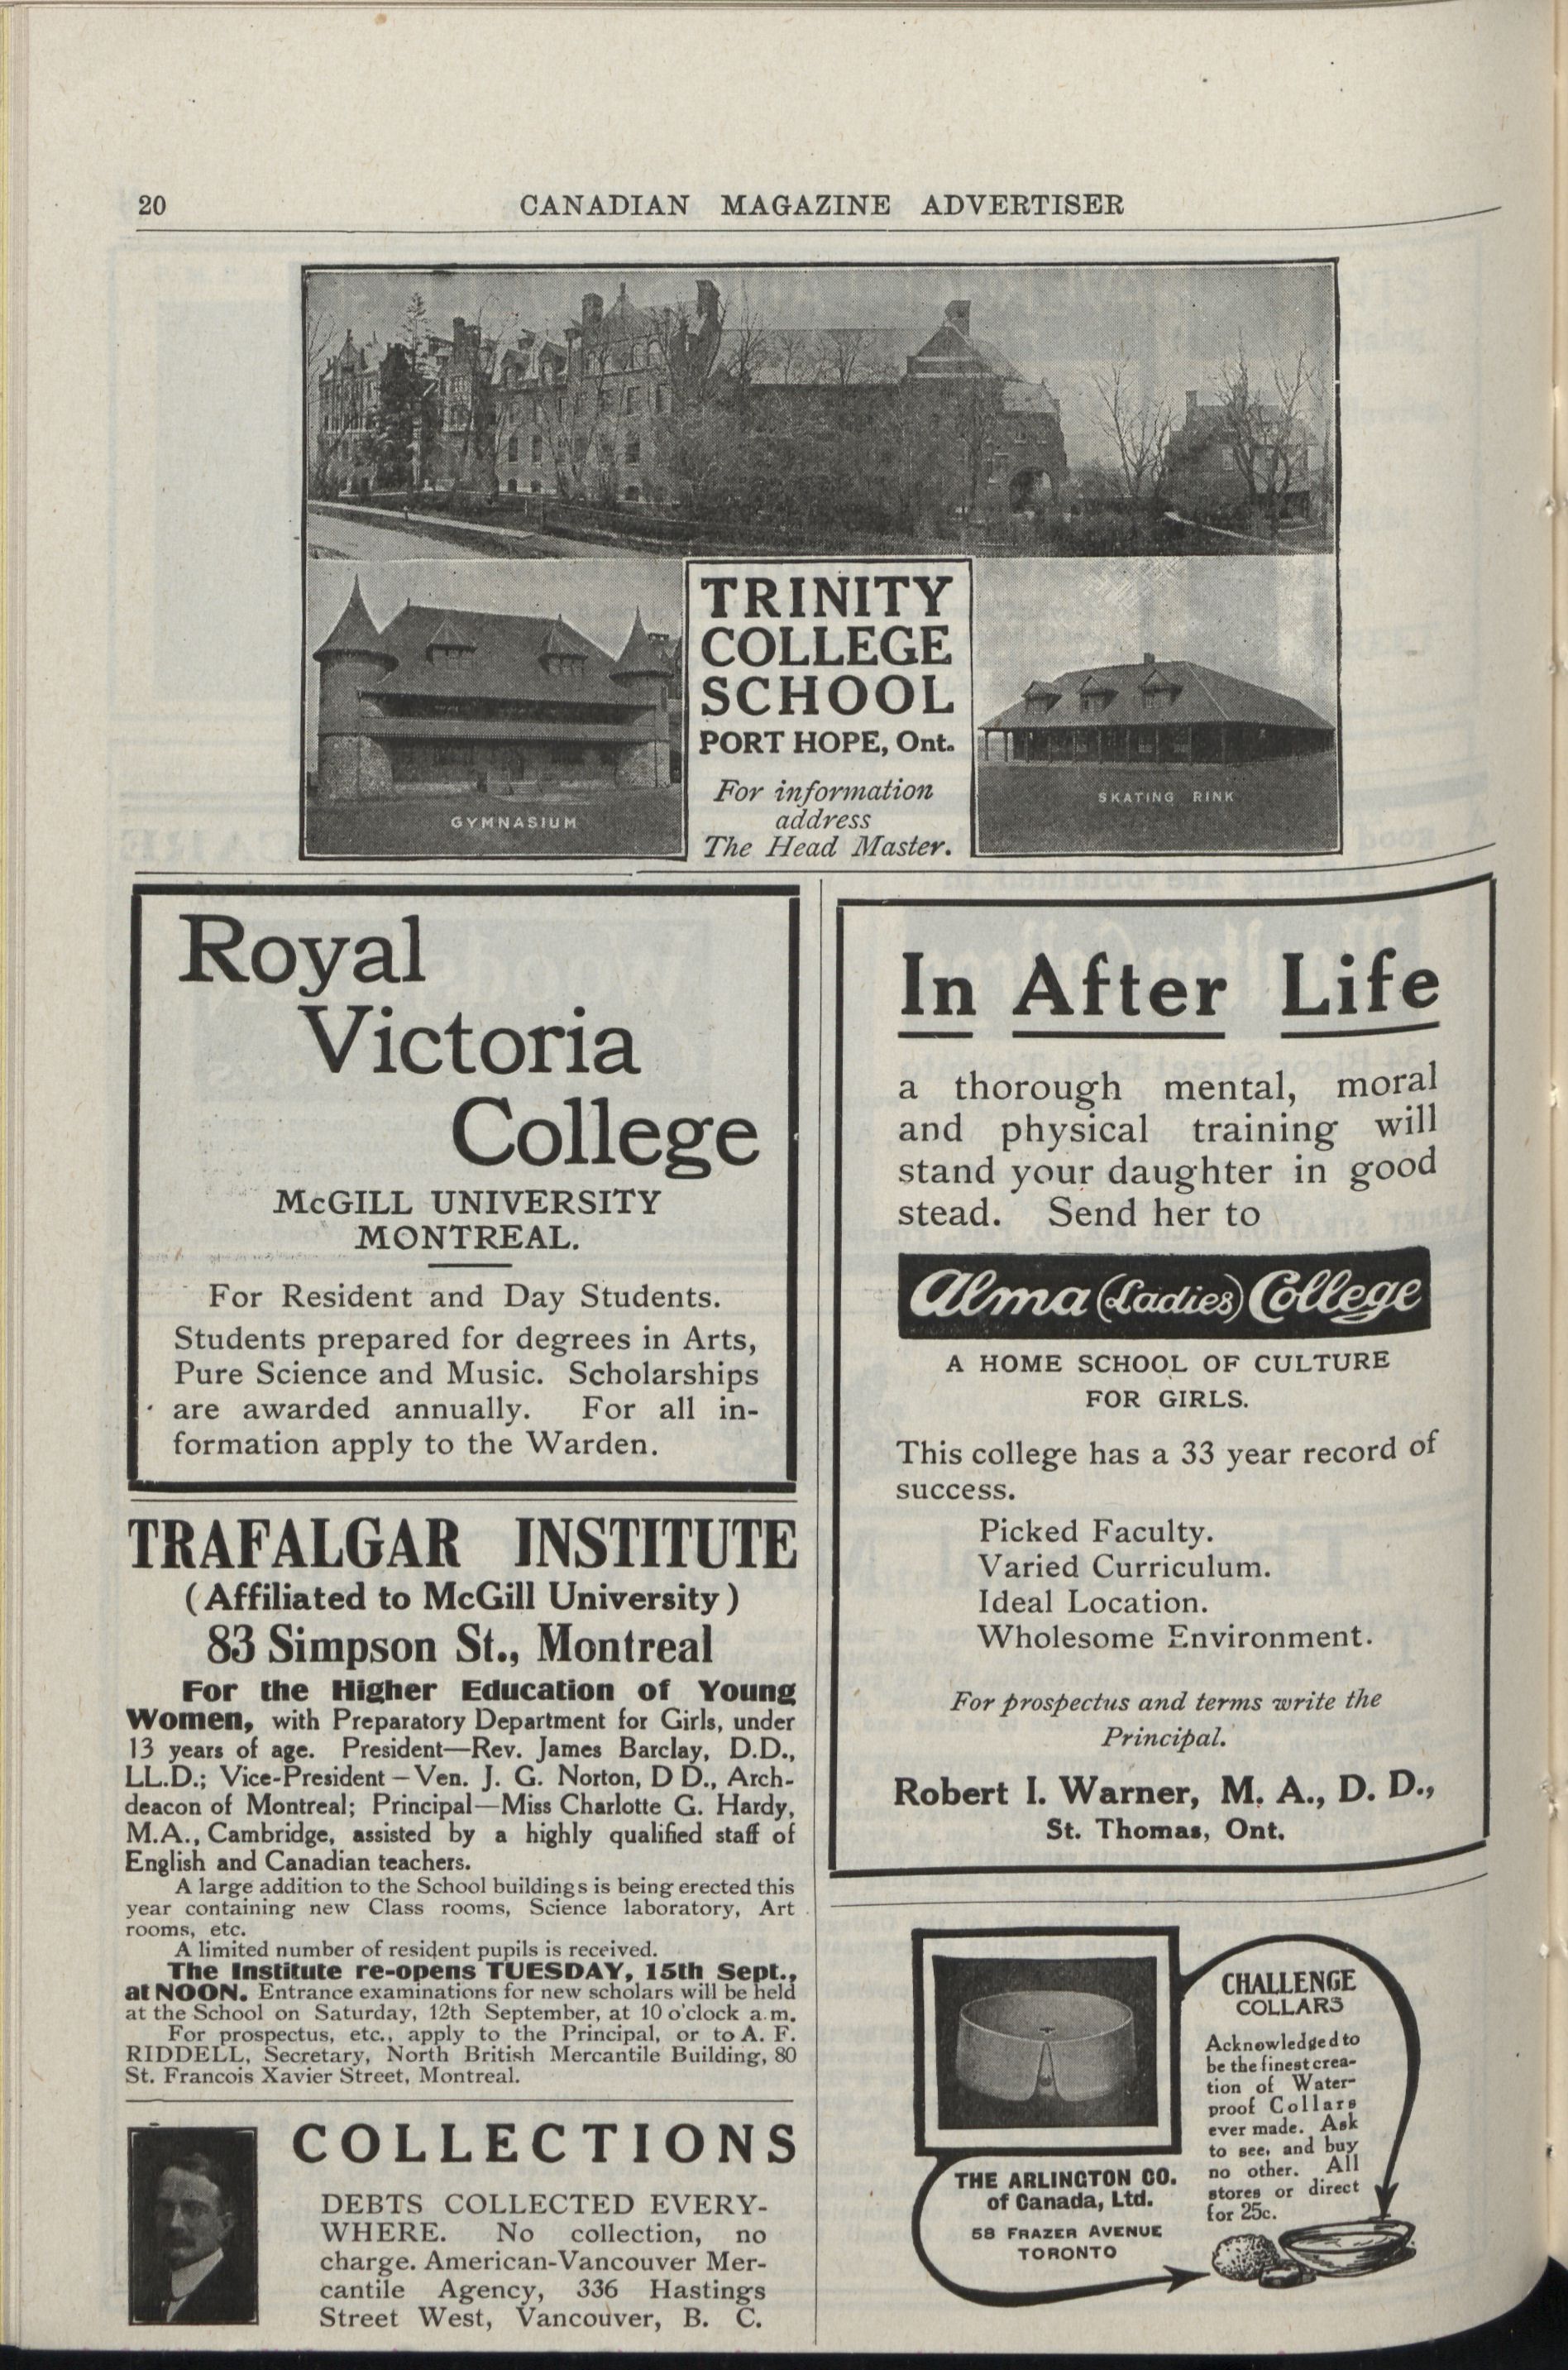 20
CANADIAN MAGAZINE ADVERTISER
TRINITY
COLLEGE
SCHOOL
PORT HOPE, Ont.
For information
address
The Head Master.
GYMNASIUM
SKATING RINK
Royal
Victoria
College
McGILL UNIVERSITY
MONTREAL.
For Resident and Day Students.
Students prepared for degrees in Arts,
Pure Science and Music. Scholarships
are awarded annually. For all in-
formation apply to the Warden.
TRAFALGAR INSTITUTE
(Affiliated to McGill University)
83 Simpson St., Montreal
For the Higher Education of Young
Women, with Preparatory Department for Girls, under
13 years of age. President—Rev. James Barclay, D.D.,
LL.D.; Vice-President – Ven. J. G. Norton, D D., Arch-
deacon of Montreal; Principal—Miss Charlotte G. Hardy,
M.A., Cambridge, assisted by a highly qualified staff of
English and Canadian teachers.
A large addition to the School buildings is being erected this
year containing new Class rooms, Science laboratory, Art
rooms, etc.
A limited number of resident pupils is received.
The Institute re-opens TUESDAY, 15th Sept.,
at NOON. Entrance examinations for new scholars will be held
at the School on Saturday, 12th September, at 10 o'clock a.m.
For prospectus, etc., apply to the Principal, or to A. F.
RIDDELL, Secretary, North British Mercantile Building, 80
St. Francois Xavier Street, Montreal.
COLLECTIONS
DEBTS COLLECTED EVERY-
WHERE. No collection, no
charge. American-Vancouver Mer-
cantile Agency, 336 Hastings
Street West, Vancouver, B. C.
In After Life
a thorough mental, moral
and physical training will
stand your daughter in good
stead. Send her to
Alma (Ladies) College
A HOME SCHOOL OF CULTURE
FOR GIRLS.
This college has a 33 year record of
success.
Picked Faculty.
Varied Curriculum.
Ideal Location.
Wholesome Environment.
For prospectus and terms write the
Principal.
Robert I. Warner, M. A., D. D.,
St. Thomas, Ont.
CHALLENGE
COLLARS
Acknowledged to
be the finest crea-
tion of Water-
proof Collars
ever made. Ask
to see, and buy
no other. All
stores or direct
for 25c.
THE ARLINGTON CO.
of Canada, Ltd.
58 FRAZER AVENUE
TORONTO